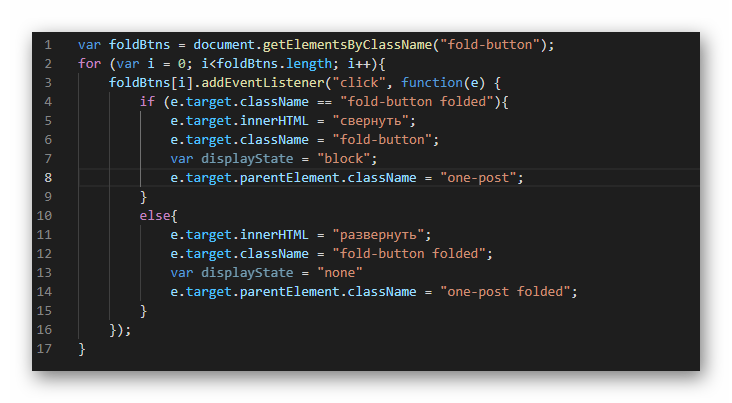 1 var foldBtns = document.getElementsByClassName("fold-button");
2 for (var i = 0; i<foldBtns.length; i++){
3     foldBtns[i].addEventListener("click", function(e) {
4         if (e.target.className == "fold-button folded"){
5             e.target.innerHTML = "свернуть";
6             e.target.className = "fold-button";
7             var displayState = "block";
8             e.target.parentElement.className = "one-post";
9         }
10         else{
11             e.target.innerHTML = "развернуть";
12             e.target.className = "fold-button folded";
13             var displayState = "none"
14             e.target.parentElement.className = "one-post folded";
15         }
16     });
17 }